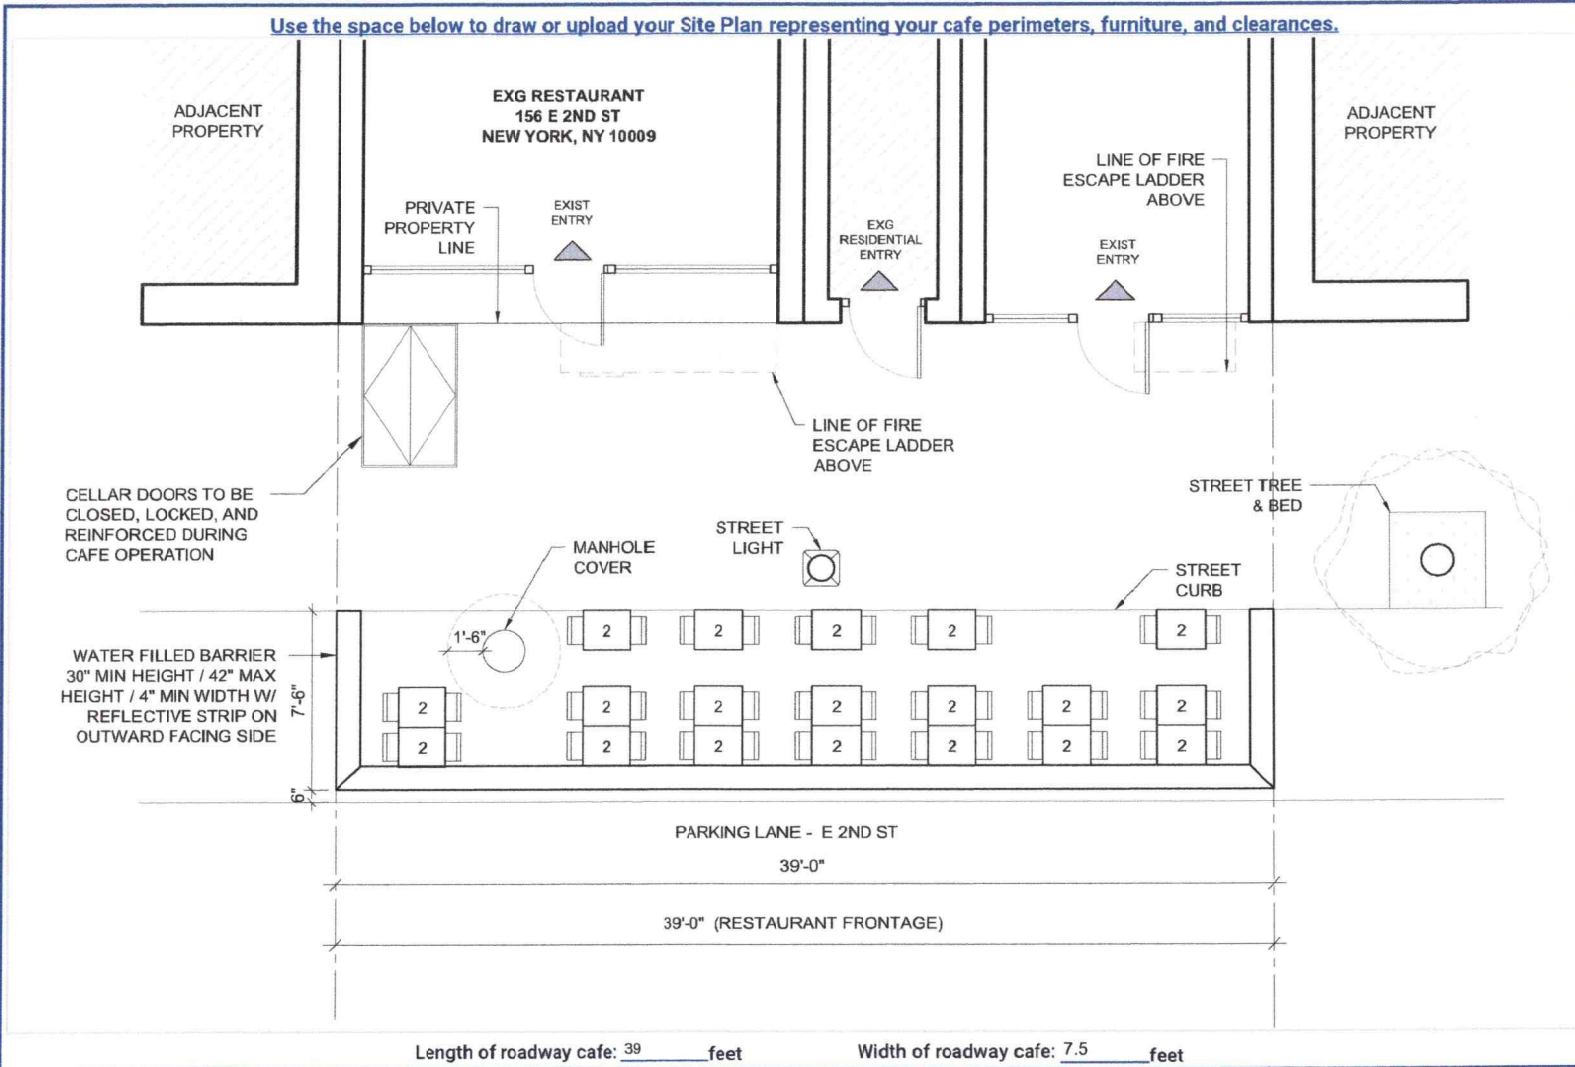 Use the space below to draw or upload your Site Plan representing your cafe perimeters, furniture, and clearances.
ADJACENT
PROPERTY
EXG RESTAURANT
156 E 2ND ST
NEW YORK, NY 10009
ADJACENT
PROPERTY
LINE OF FIRE
ESCAPE LADDER
ABOVE
PRIVATE
PROPERTY
LINE
EXIST
ENTRY
EXG
RESIDENTIAL
ENTRY
EXIST
ENTRY
LINE OF FIRE
ESCAPE LADDER
ABOVE
CELLAR DOORS TO BE
CLOSED, LOCKED, AND
REINFORCED DURING
CAFE OPERATION
MANHOLE
COVER
STREET
LIGHT
STREET TREE
& BED
STREET
CURB
WATER FILLED BARRIER
30" MIN HEIGHT / 42" MAX
HEIGHT / 4" MIN WIDTH W/
REFLECTIVE STRIP ON
OUTWARD FACING SIDE
7'-6"
6"
1'-6"
2 2 2 2 2
2 2 2 2 2 2 2
2 2 2 2 2 2 2
PARKING LANE - E 2ND ST
39'-0"
39'-0" (RESTAURANT FRONTAGE)
Length of roadway cafe: 39 feet Width of roadway cafe: 7.5 feet